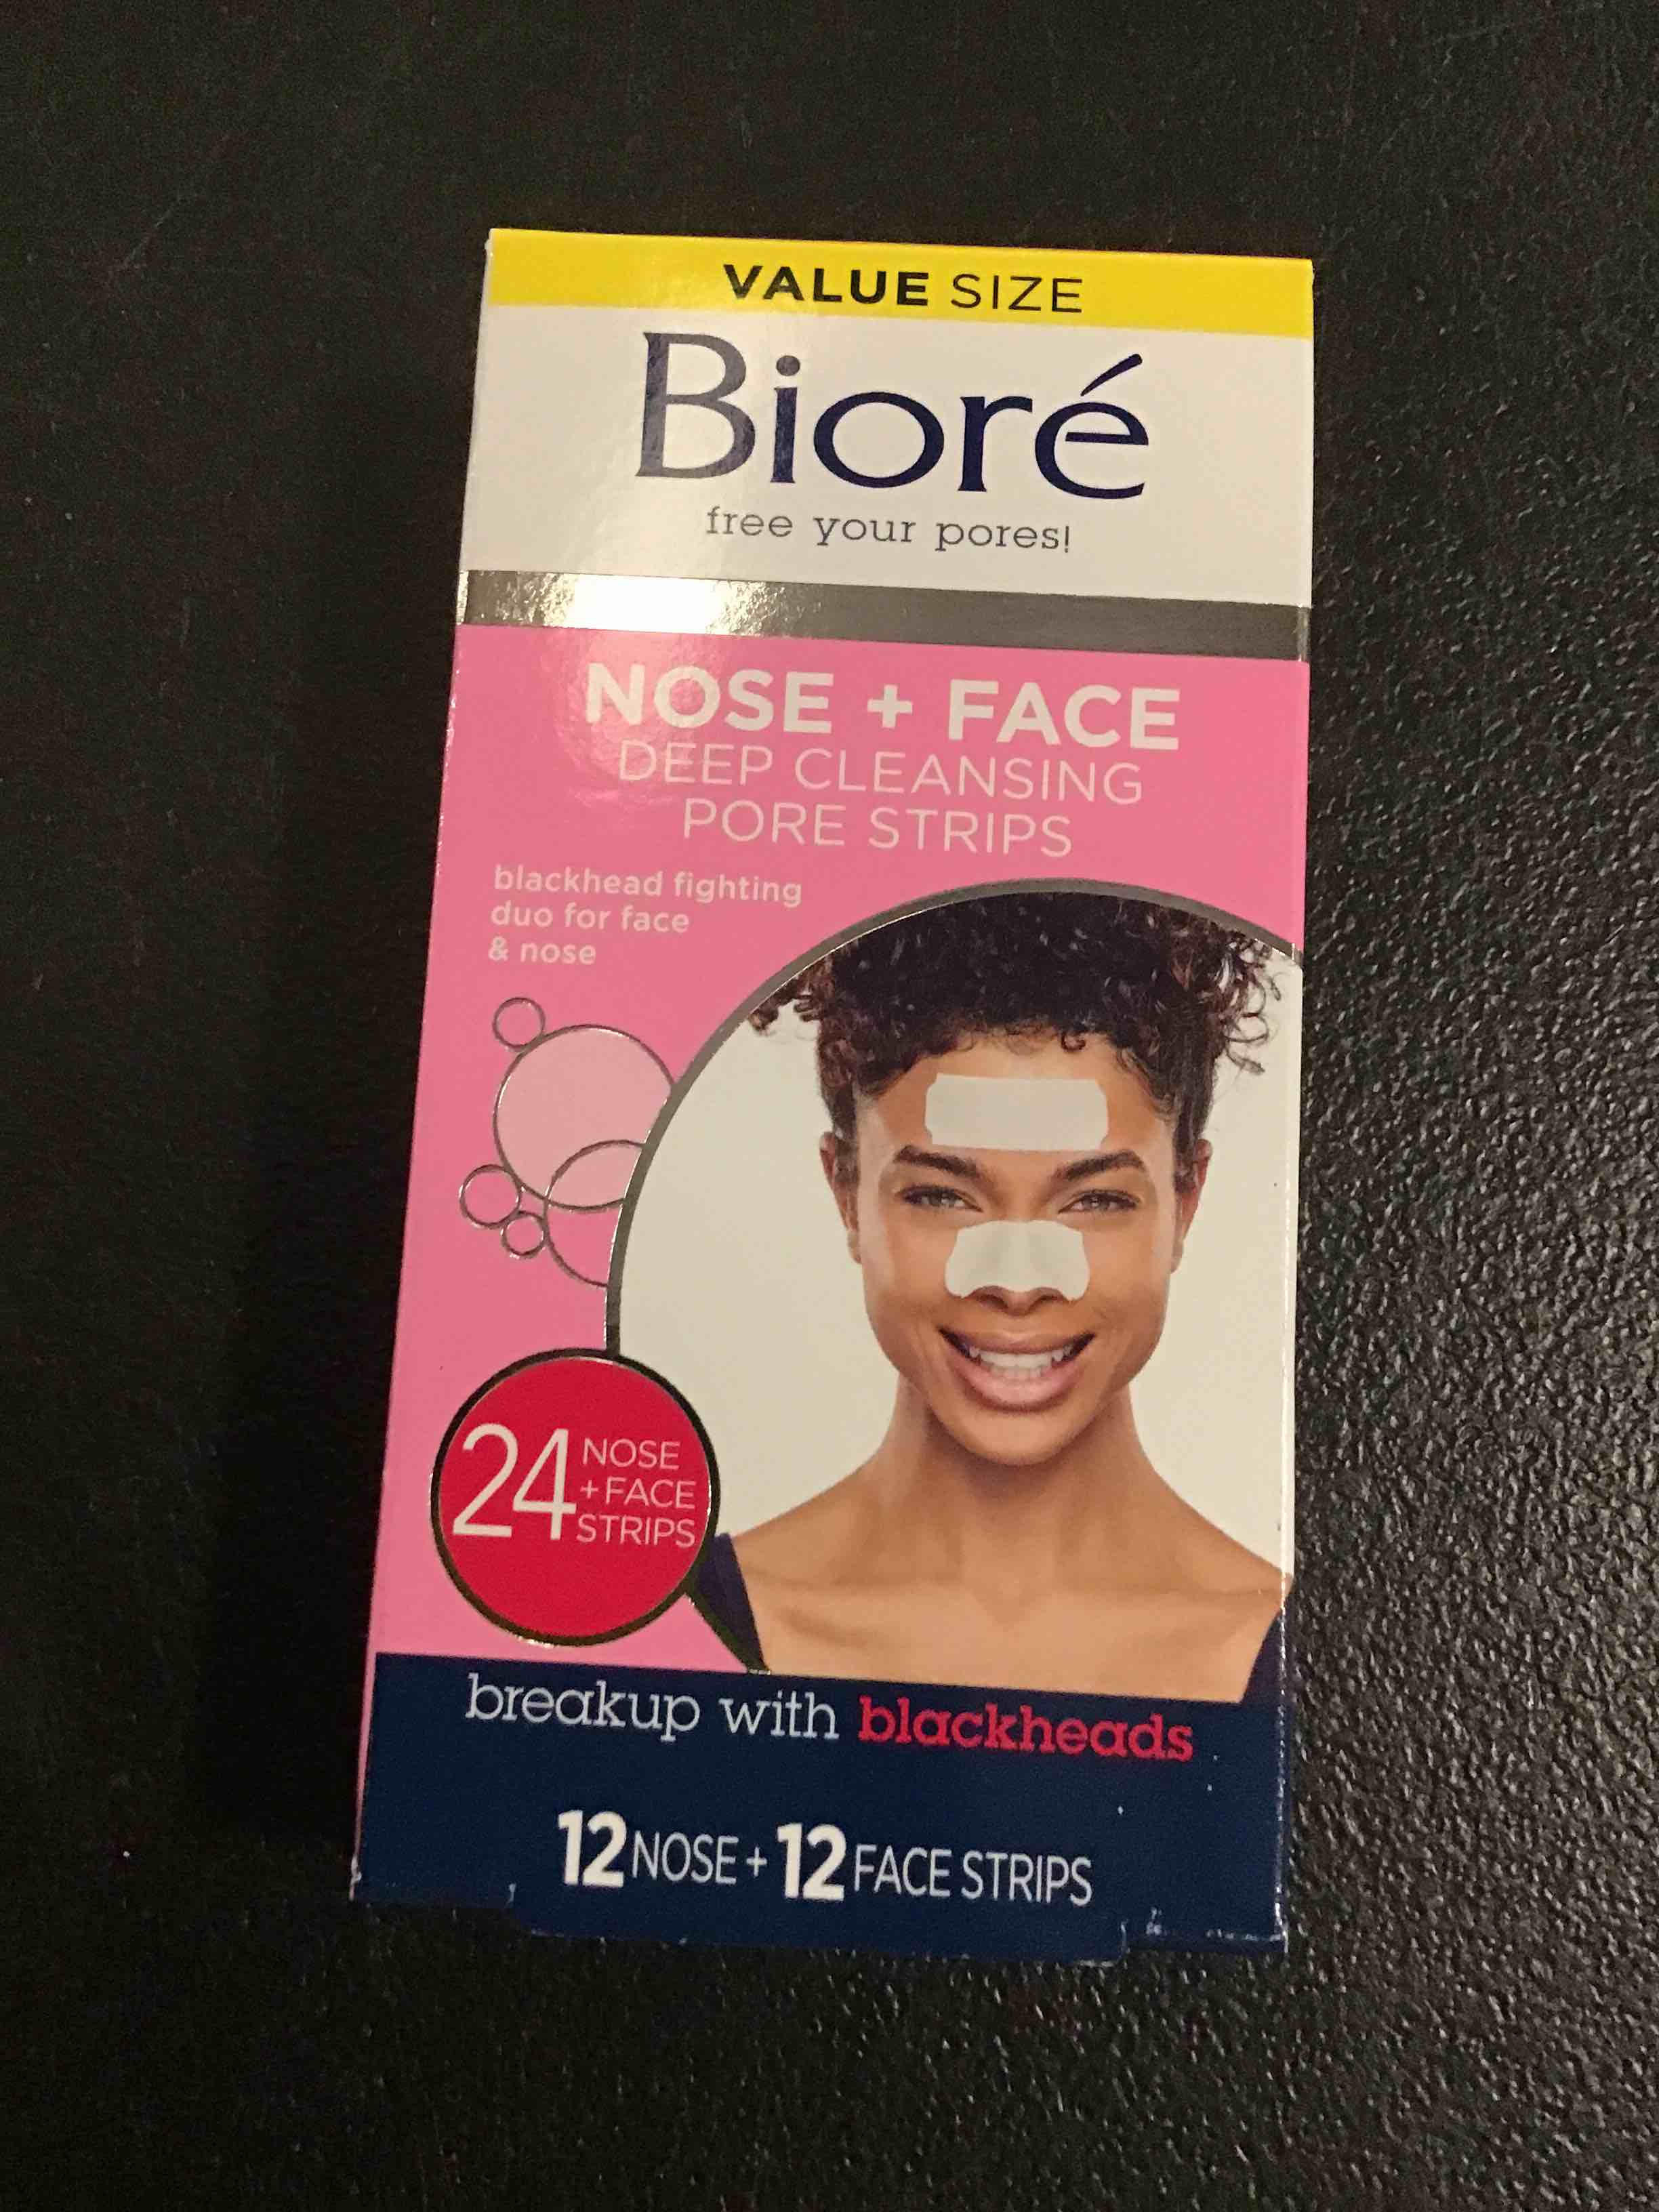 VALUE SIZE
Bioré
free your pores!
NOSE + FACE
DEEP CLEANSING
PORE STRIPS
blackhead fighting
duo for face
& nose
24 NOSE
+ FACE
STRIPS
breakup with blackheads
12 NOSE + 12 FACE STRIPS